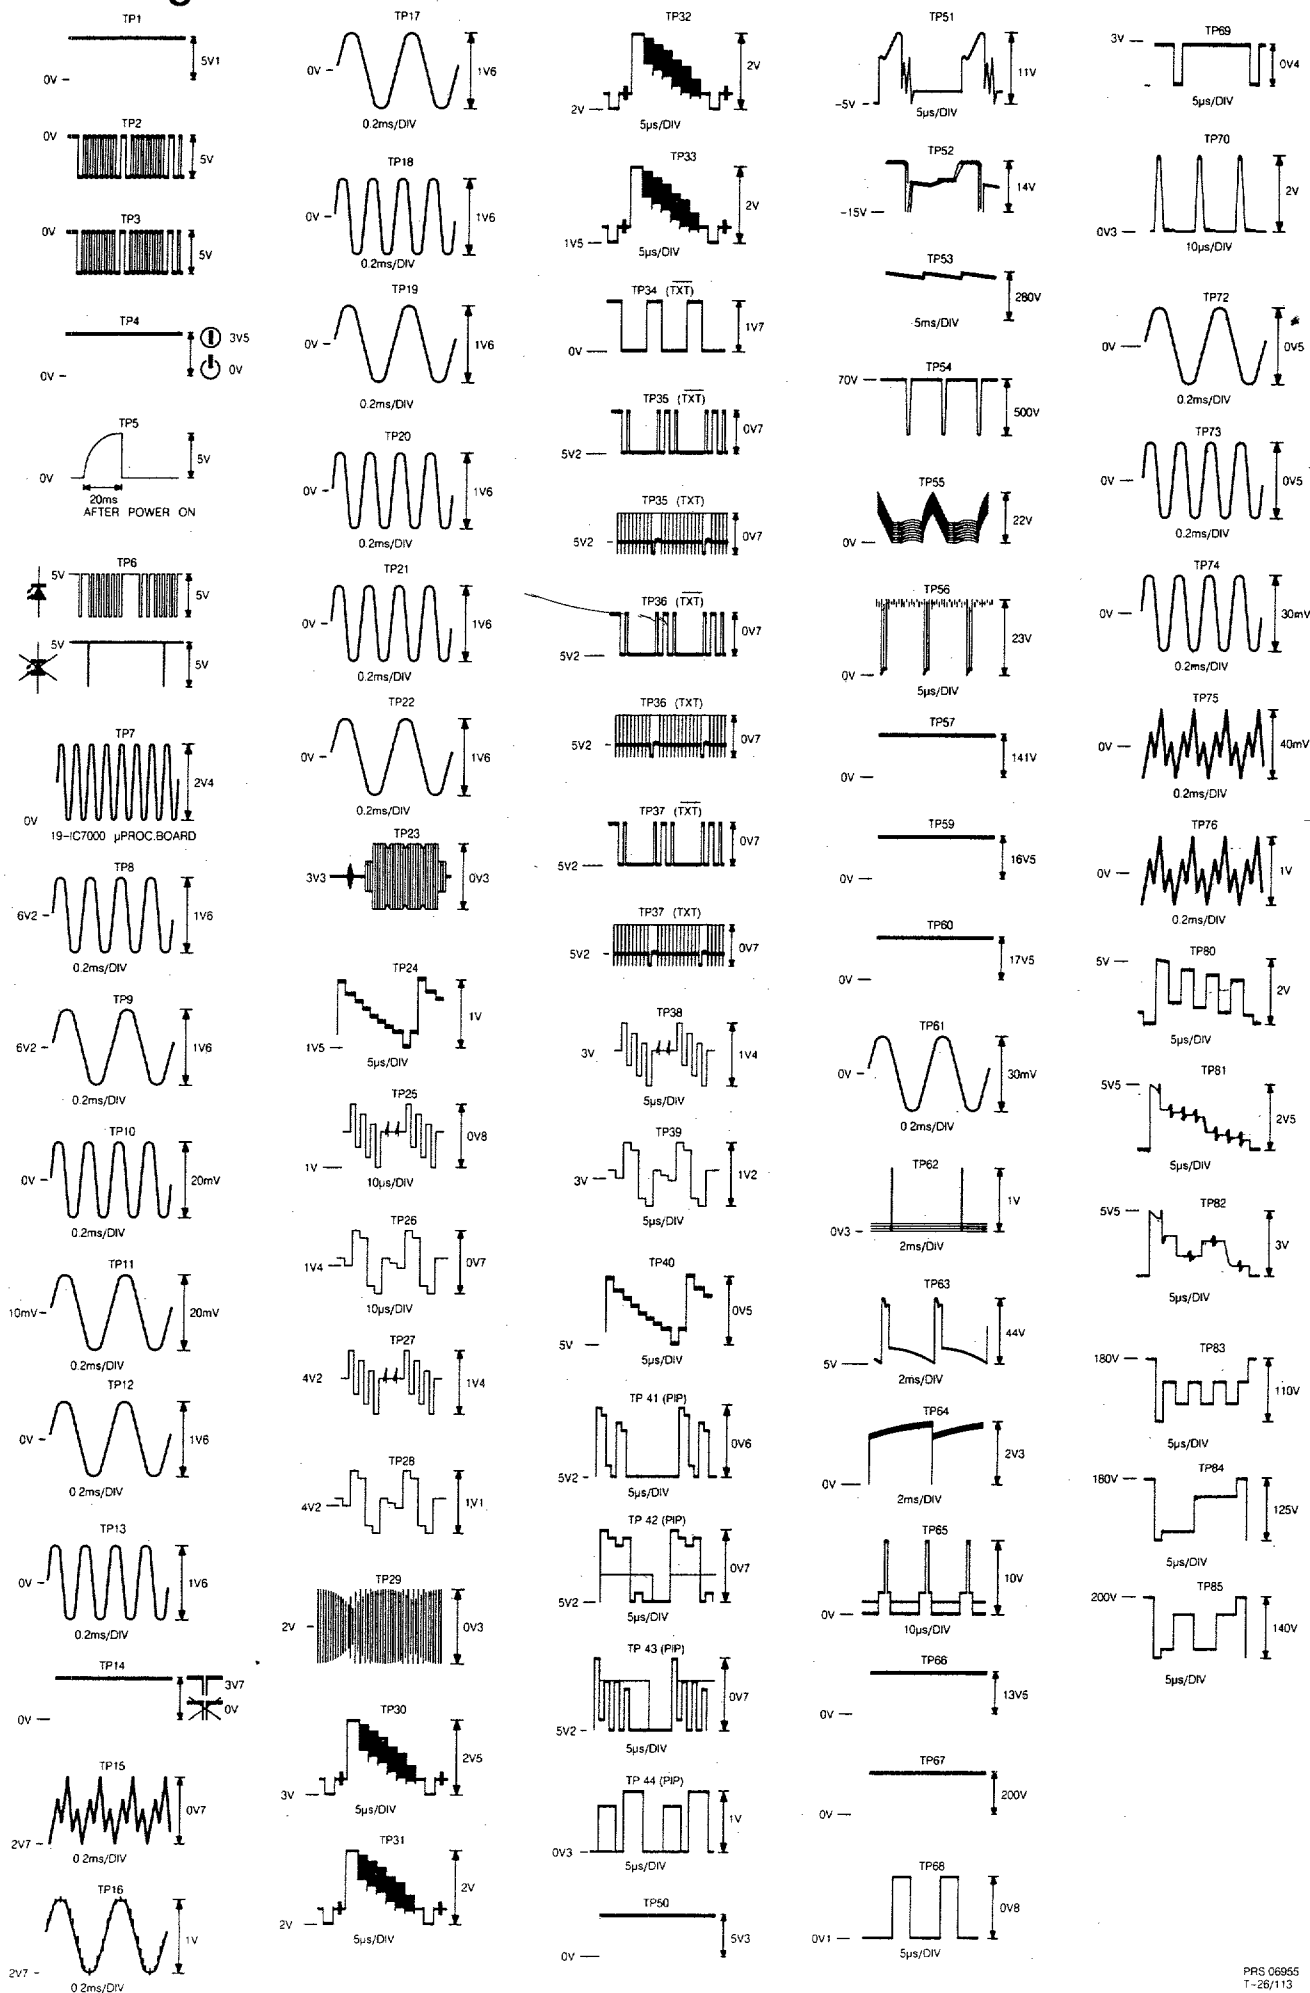 TP1
5V1
0V
TP2
0V
5V
TP3
0V
5V
TP4
3V5
0V
0V
TP5
5V
0V
20ms
AFTER POWER ON
TP6
5V
5V
5V
5V
TP7
2V4
0V
19-IC7000 µPROC.BOARD
TP8
6V2
1V6
0.2ms/DIV
TP9
6V2
1V6
0.2ms/DIV
TP10
0V
20mV
0.2ms/DIV
TP11
10mV
20mV
0.2ms/DIV
TP12
0V
1V6
0.2ms/DIV
TP13
0V
1V6
0.2ms/DIV
TP14
3V7
0V
0V
TP15
0V7
2V7
0.2ms/DIV
TP16
1V
2V7
0.2ms/DIV
TP17
0V
1V6
0.2ms/DIV
TP18
0V
1V6
0.2ms/DIV
TP19
0V
1V6
0.2ms/DIV
TP20
0V
1V6
0.2ms/DIV
TP21
0V
1V6
0.2ms/DIV
TP22
0V
1V6
0.2ms/DIV
TP23
3V3
0V3
TP24
1V
1V5
5µs/DIV
TP25
0V8
1V
10µs/DIV
TP26
1V4
0V7
10µs/DIV
TP27
4V2
1V4
TP28
4V2
1V1
TP29
2V
0V3
TP30
2V5
3V
5µs/DIV
TP31
2V
2V
5µs/DIV
TP32
2V
2V
5µs/DIV
TP33
2V
1V5
5µs/DIV
TP34 (TXT)
1V7
0V
TP35 (TXT)
0V7
5V2
TP35 (TXT)
5V2
0V7
TP36 (TXT)
0V7
5V2
TP36 (TXT)
5V2
0V7
TP37 (TXT)
0V7
5V2
TP37 (TXT)
5V2
0V7
TP38
3V
1V4
5µs/DIV
TP39
3V
1V2
5µs/DIV
TP40
0V5
5V
5µs/DIV
TP 41 (PIP)
0V6
5V2
5µs/DIV
TP 42 (PIP)
0V7
5V2
5µs/DIV
TP 43 (PIP)
0V7
5V2
5µs/DIV
TP 44 (PIP)
1V
0V3
5µs/DIV
TP50
5V3
0V
TP51
11V
-5V
5µs/DIV
TP52
14V
-15V
TP53
280V
5ms/DIV
TP54
70V
500V
TP55
22V
0V
TP56
23V
0V
5µs/DIV
TP57
141V
0V
TP59
16V5
0V
TP60
17V5
0V
TP61
0V
30mV
0.2ms/DIV
TP62
1V
0V3
2ms/DIV
TP63
44V
5V
2ms/DIV
TP64
2V3
0V
2ms/DIV
TP65
10V
0V
10µs/DIV
TP66
13V5
0V
TP67
200V
0V
TP68
0V8
0V1
5µs/DIV
TP69
3V
0V4
5µs/DIV
TP70
2V
0V3
10µs/DIV
TP72
0V
0V5
0.2ms/DIV
TP73
0V
0V5
0.2ms/DIV
TP74
0V
30mV
0.2ms/DIV
TP75
0V
40mV
0.2ms/DIV
TP76
0V
1V
0.2ms/DIV
TP80
5V
2V
5µs/DIV
TP81
5V5
2V5
5µs/DIV
TP82
5V5
3V
5µs/DIV
TP83
180V
110V
5µs/DIV
TP84
180V
125V
5µs/DIV
TP85
200V
140V
5µs/DIV
PRS 06955
T-26/113